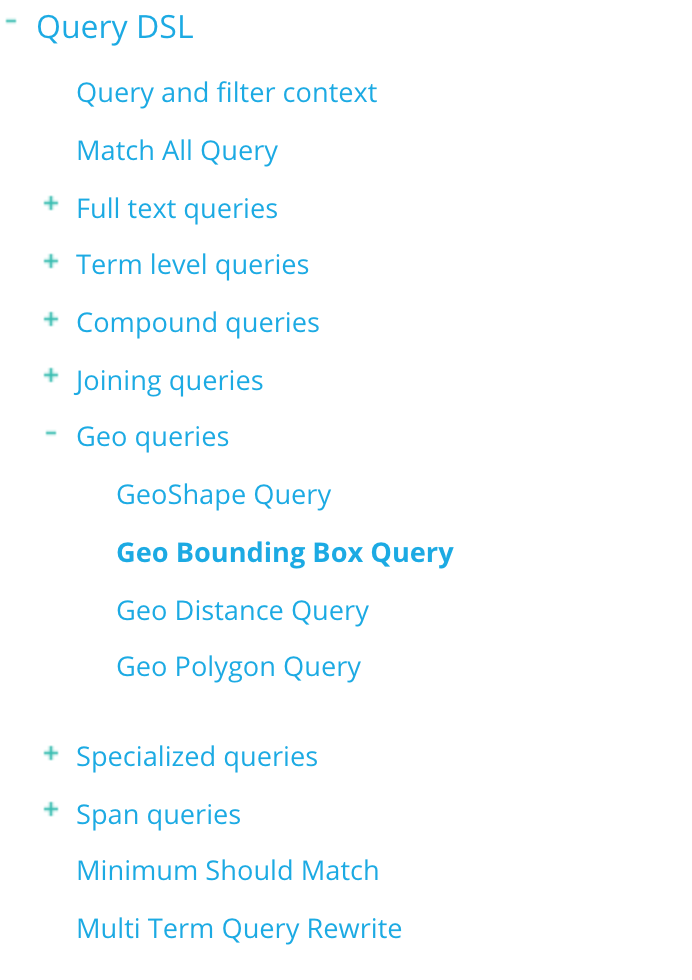 - Query DSL
Query and filter context
Match All Query
+ Full text queries
+ Term level queries
+ Compound queries
+ Joining queries
- Geo queries
GeoShape Query
Geo Bounding Box Query
Geo Distance Query
Geo Polygon Query
+ Specialized queries
+ Span queries
Minimum Should Match
Multi Term Query Rewrite